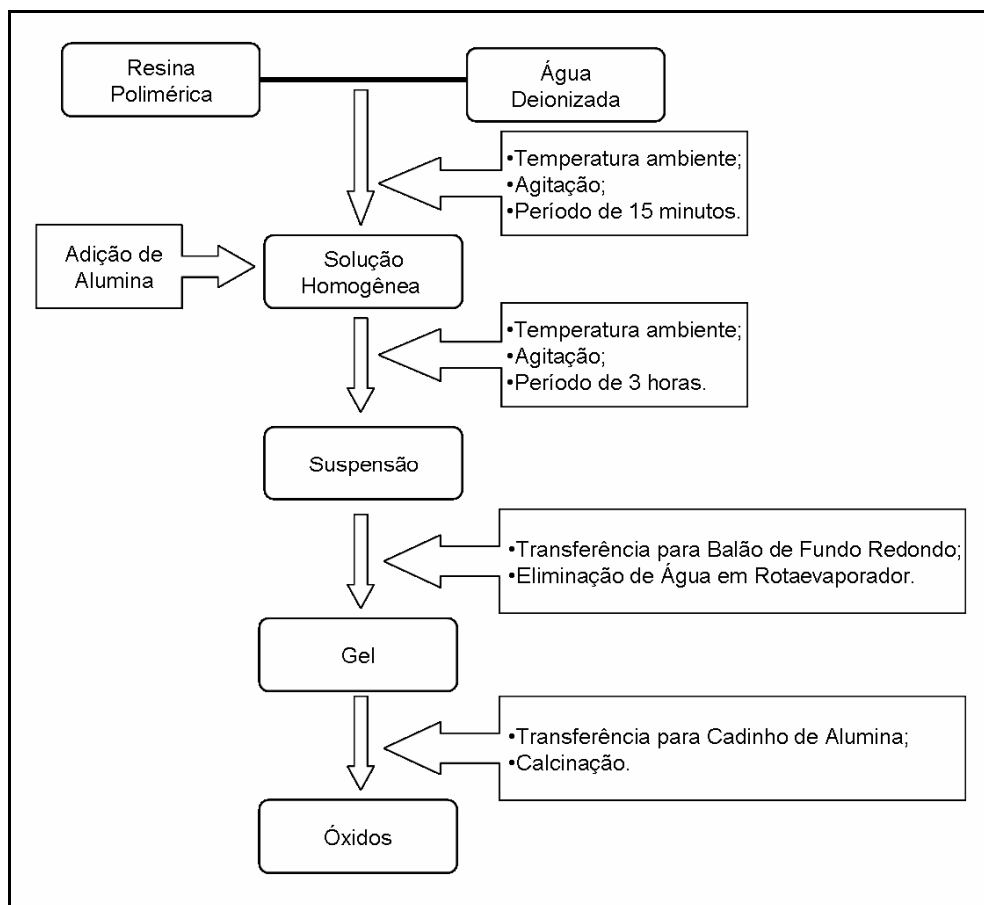 Resina
Polimérica
Água
Deionizada
•Temperatura ambiente;
•Agitação;
•Período de 15 minutos.
Adição de
Alumina
Solução
Homogênea
•Temperatura ambiente;
•Agitação;
•Período de 3 horas.
Suspensão
•Transferência para Balão de Fundo Redondo;
•Eliminação de Água em Rotaevaporador.
Gel
•Transferência para Cadinho de Alumina;
•Calcinação.
Óxidos